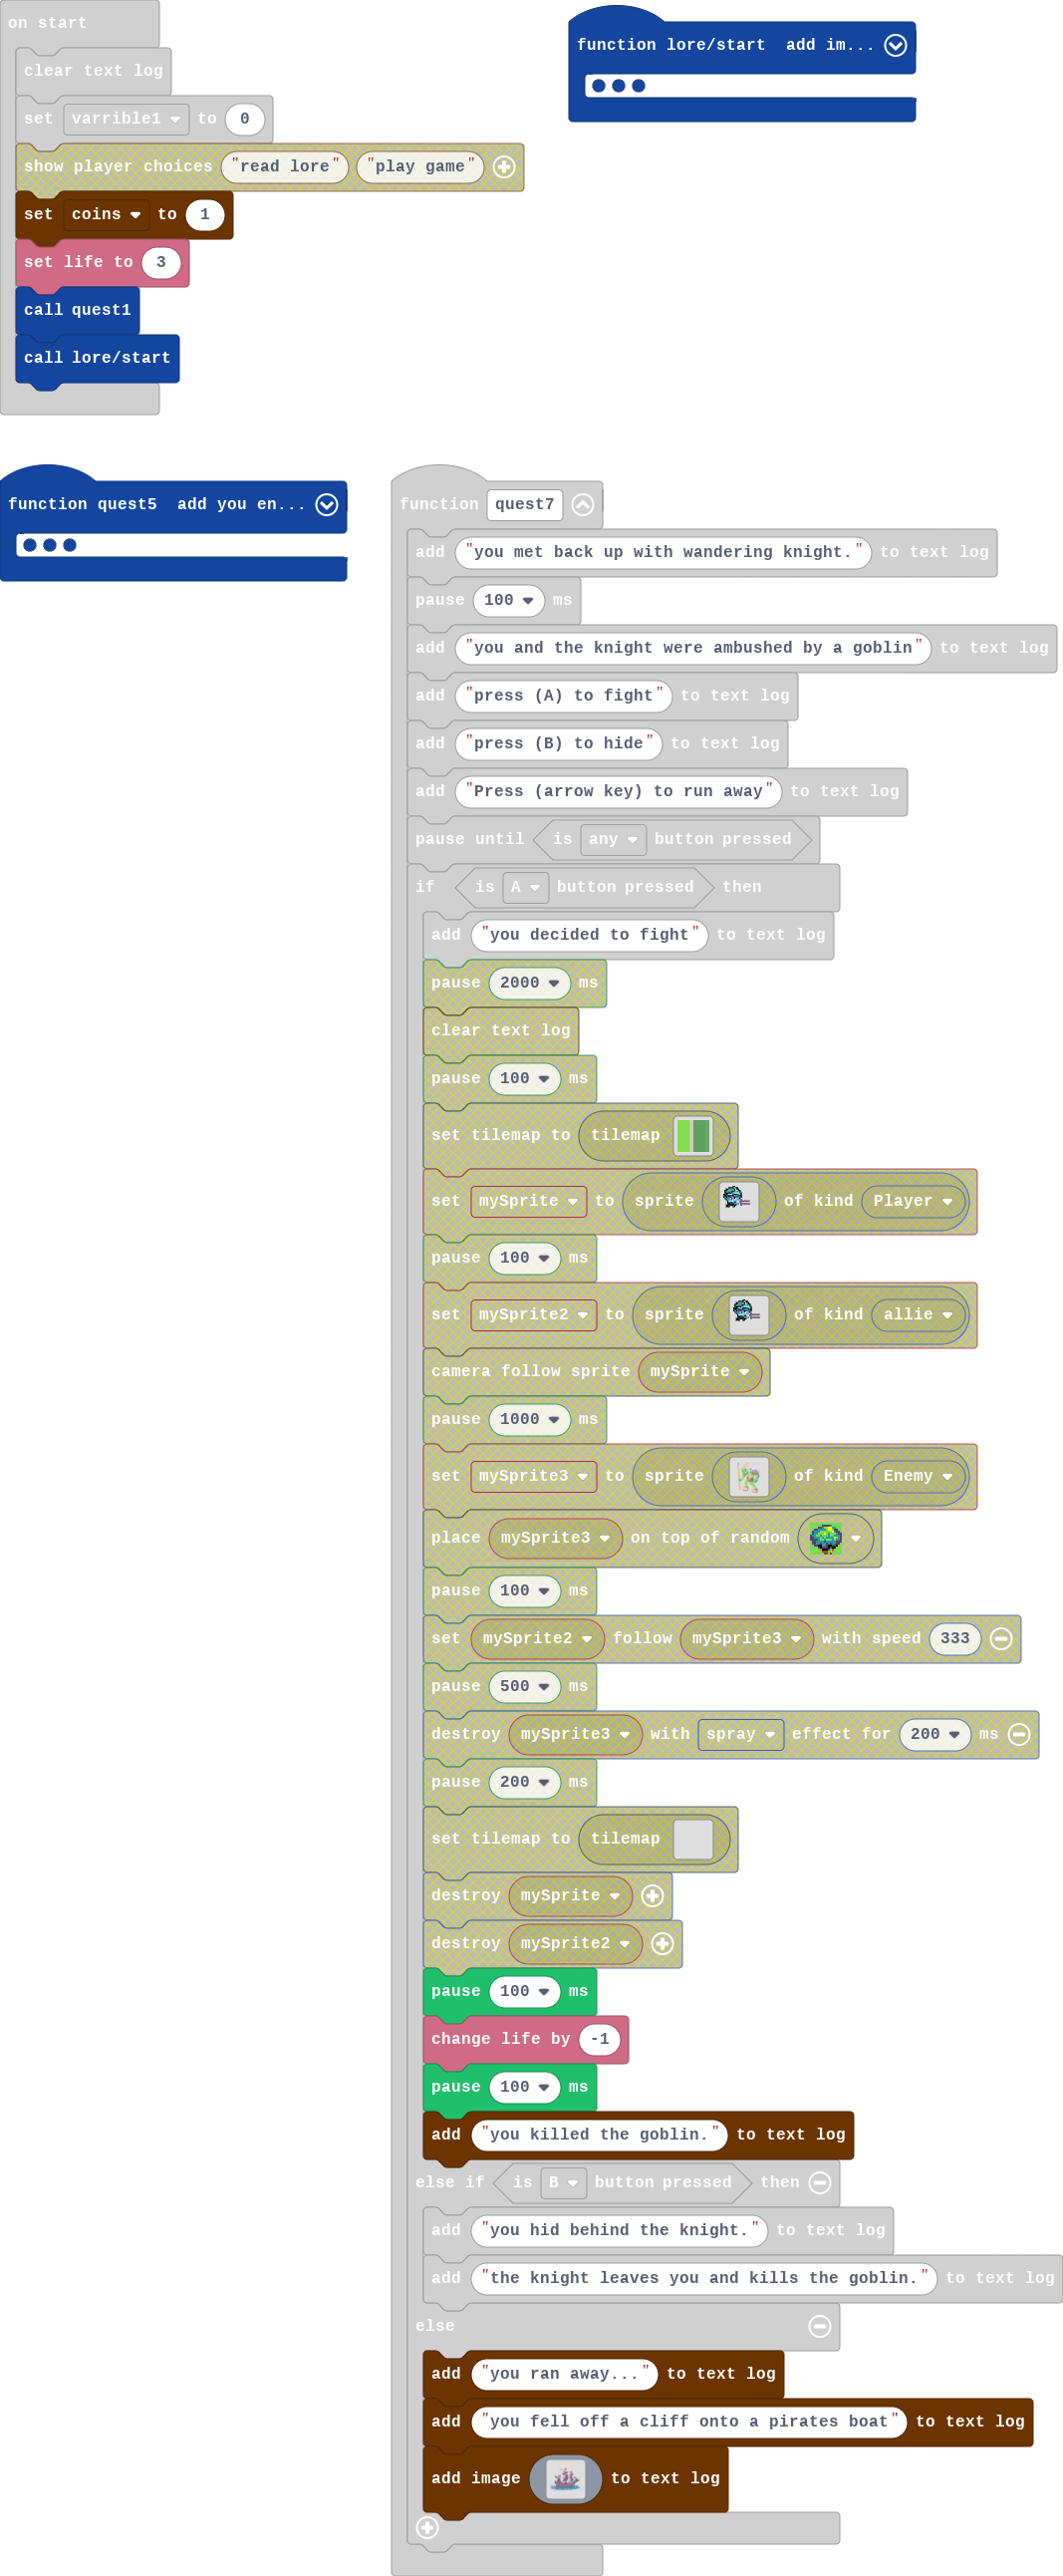 on start
clear text log
set varrible1 to 0
show player choices "read lore" "play game"
set coins to 1
set life to 3
call quest1
call lore/start
function lore/start add im...
function quest5 add you en...
function quest7
add "you met back up with wandering knight." to text log
pause 100 ms
add "you and the knight were ambushed by a goblin" to text log
add "press (A) to fight" to text log
add "press (B) to hide" to text log
add "Press (arrow key) to run away" to text log
pause until is any button pressed
if is A button pressed then
add "you decided to fight" to text log
pause 2000 ms
clear text log
pause 100 ms
set tilemap to tilemap
set mySprite to sprite of kind Player
pause 100 ms
set mySprite2 to sprite of kind allie
camera follow sprite mySprite
pause 1000 ms
set mySprite3 to sprite of kind Enemy
place mySprite3 on top of random
pause 100 ms
set mySprite2 follow mySprite3 with speed 333
pause 500 ms
destroy mySprite3 with spray effect for 200 ms
pause 200 ms
set tilemap to tilemap
destroy mySprite
destroy mySprite2
pause 100 ms
change life by -1
pause 100 ms
add "you killed the goblin." to text log
else if is B button pressed then
add "you hid behind the knight." to text log
add "the knight leaves you and kills the goblin." to text log
else
add "you ran away..." to text log
add "you fell off a cliff onto a pirates boat" to text log
add image to text log